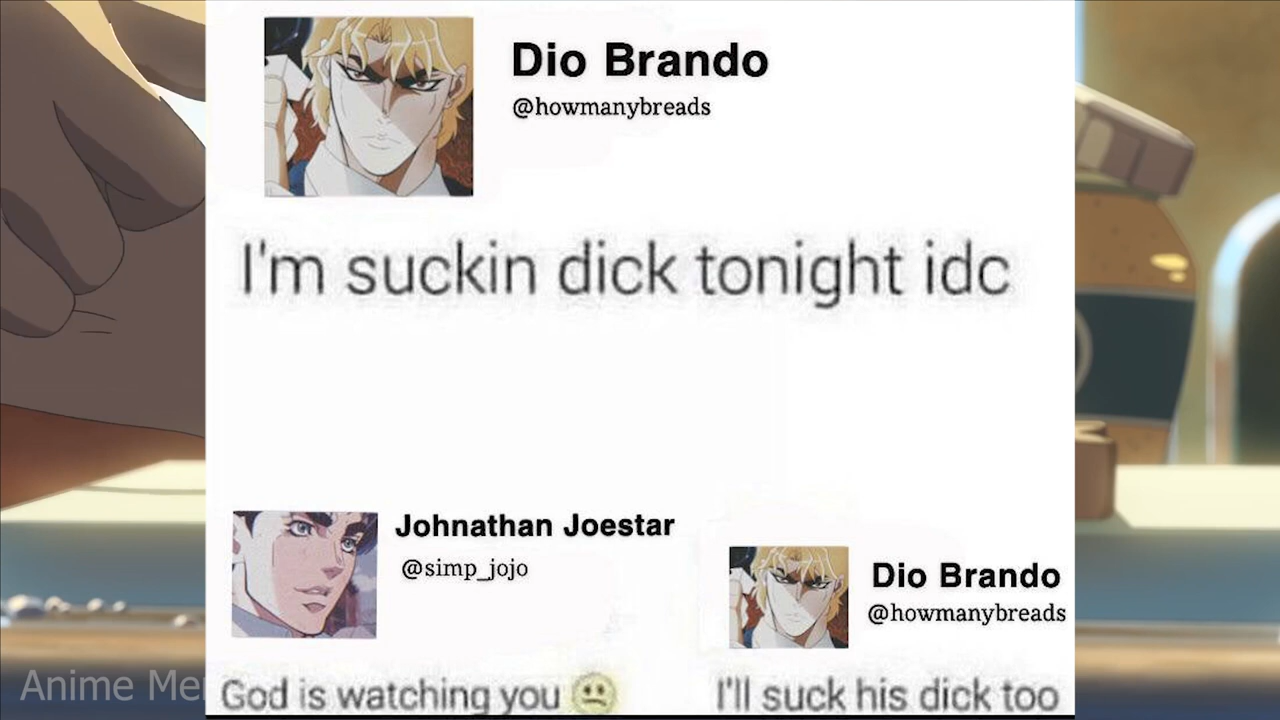 Dio Brando
@howmanybreads
I'm suckin dick tonight idc
Johnathan Joestar
@simp_jojo
God is watching you 😕
Dio Brando
@howmanybreads
I'll suck his dick too
Anime Me